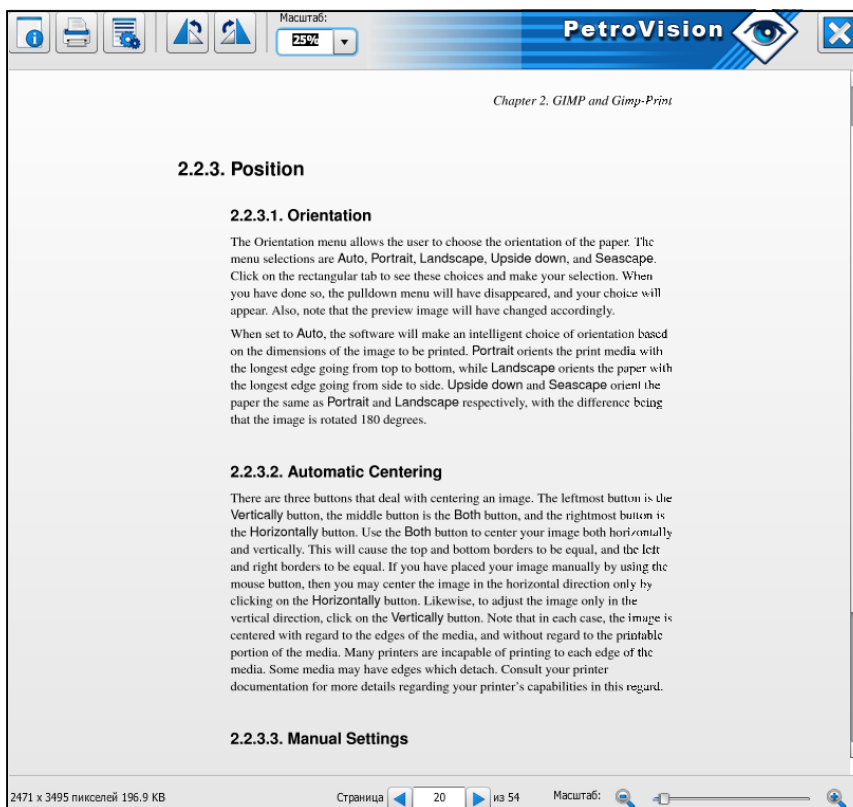 Масштаб:
25%
PetroVision
Chapter 2. GIMP and Gimp-Print
2.2.3. Position
2.2.3.1. Orientation
The Orientation menu allows the user to choose the orientation of the paper. The
menu selections are Auto, Portrait, Landscape, Upside down, and Seascape.
Click on the rectangular tab to see these choices and make your selection. When
you have done so, the pulldown menu will have disappeared, and your choice will
appear. Also, note that the preview image will have changed accordingly.
When set to Auto, the software will make an intelligent choice of orientation based
on the dimensions of the image to be printed. Portrait orients the print media with
the longest edge going from top to bottom, while Landscape orients the paper with
the longest edge going from side to side. Upside down and Seascape orient the
paper the same as Portrait and Landscape respectively, with the difference being
that the image is rotated 180 degrees.
2.2.3.2. Automatic Centering
There are three buttons that deal with centering an image. The leftmost button is the
Vertically button, the middle button is the Both button, and the rightmost button is
the Horizontally button. Use the Both button to center your image both horizontally
and vertically. This will cause the top and bottom borders to be equal, and the left
and right borders to be equal. If you have placed your image manually by using the
mouse button, then you may center the image in the horizontal direction only by
clicking on the Horizontally button. Likewise, to adjust the image only in the
vertical direction, click on the Vertically button. Note that in each case, the image is
centered with regard to the edges of the media, and without regard to the printable
portion of the media. Many printers are incapable of printing to each edge of the
media. Some media may have edges which detach. Consult your printer
documentation for more details regarding your printer's capabilities in this regard.
2.2.3.3. Manual Settings
2471 x 3495 пикселей 196.9 KB
Страница 20 из 54
Масштаб: